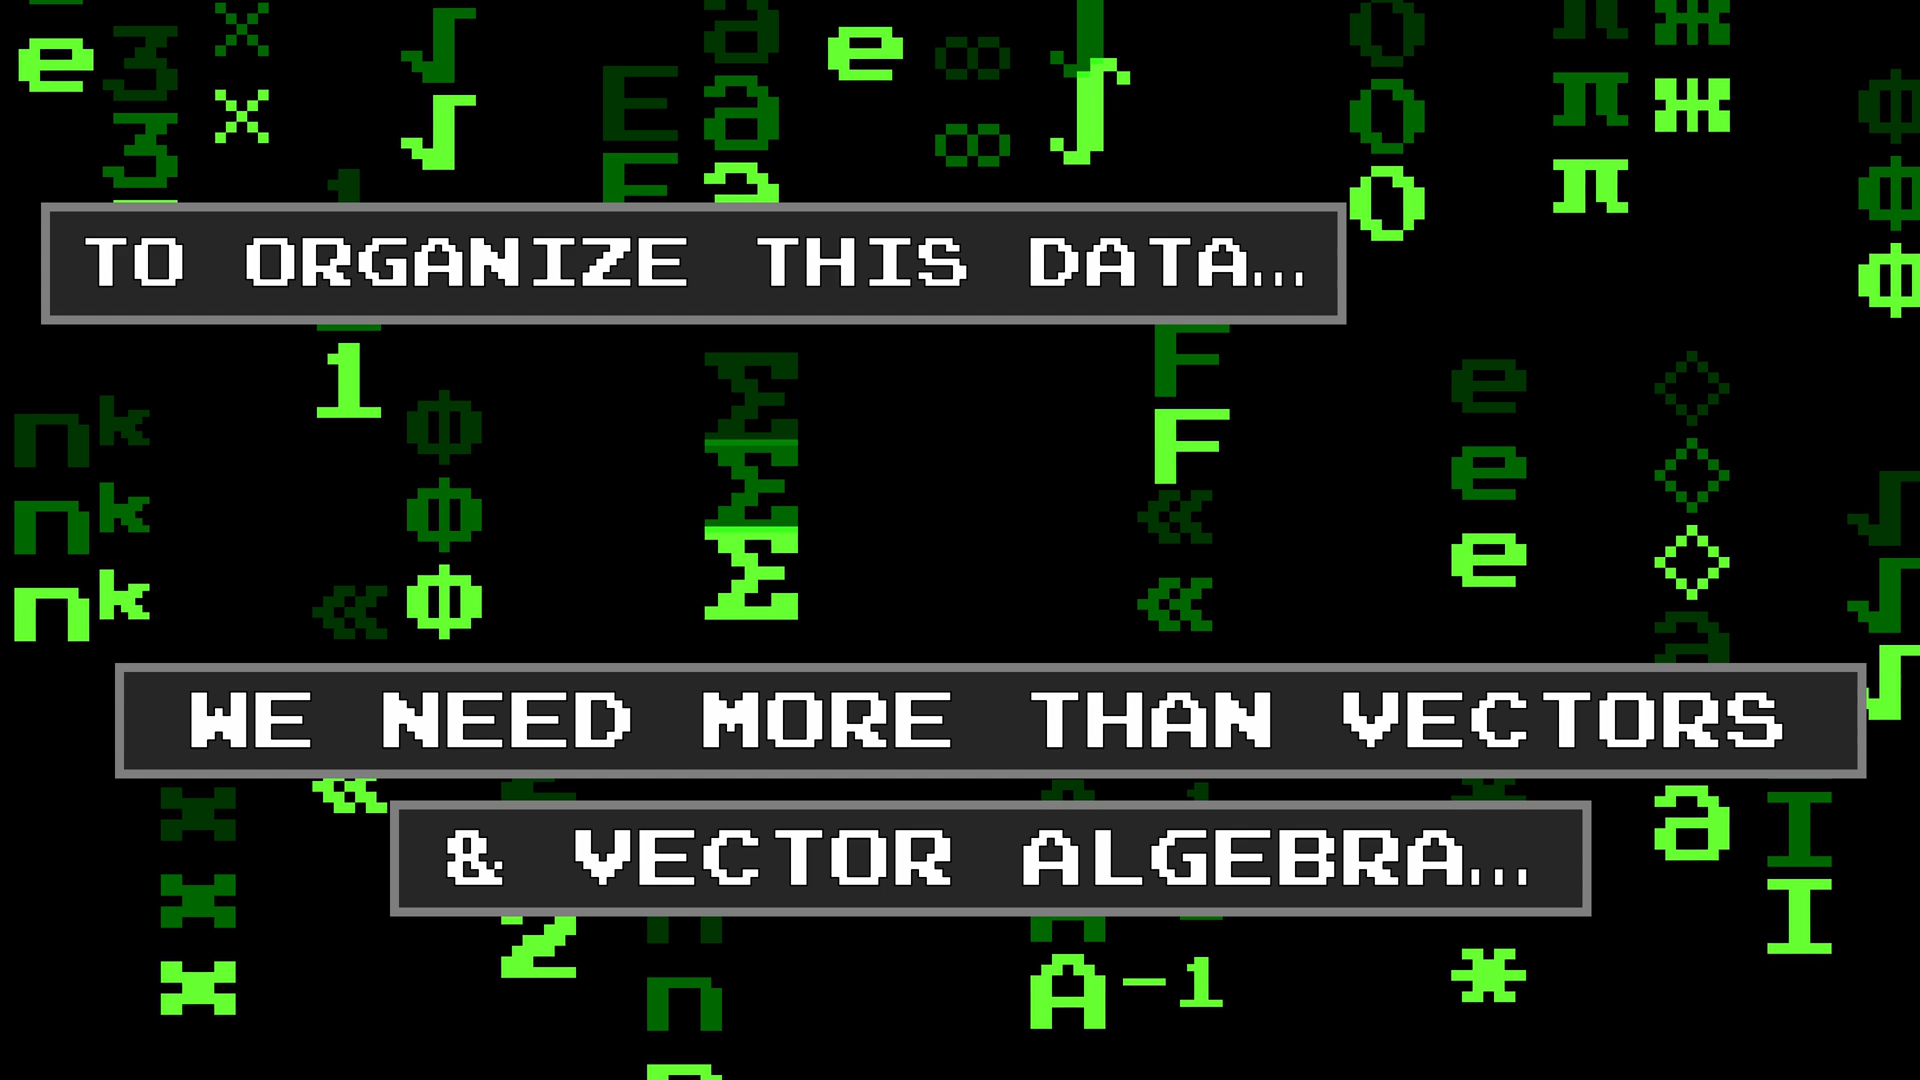 TO ORGANIZE THIS DATA...
WE NEED MORE THAN VECTORS
& VECTOR ALGEBRA...